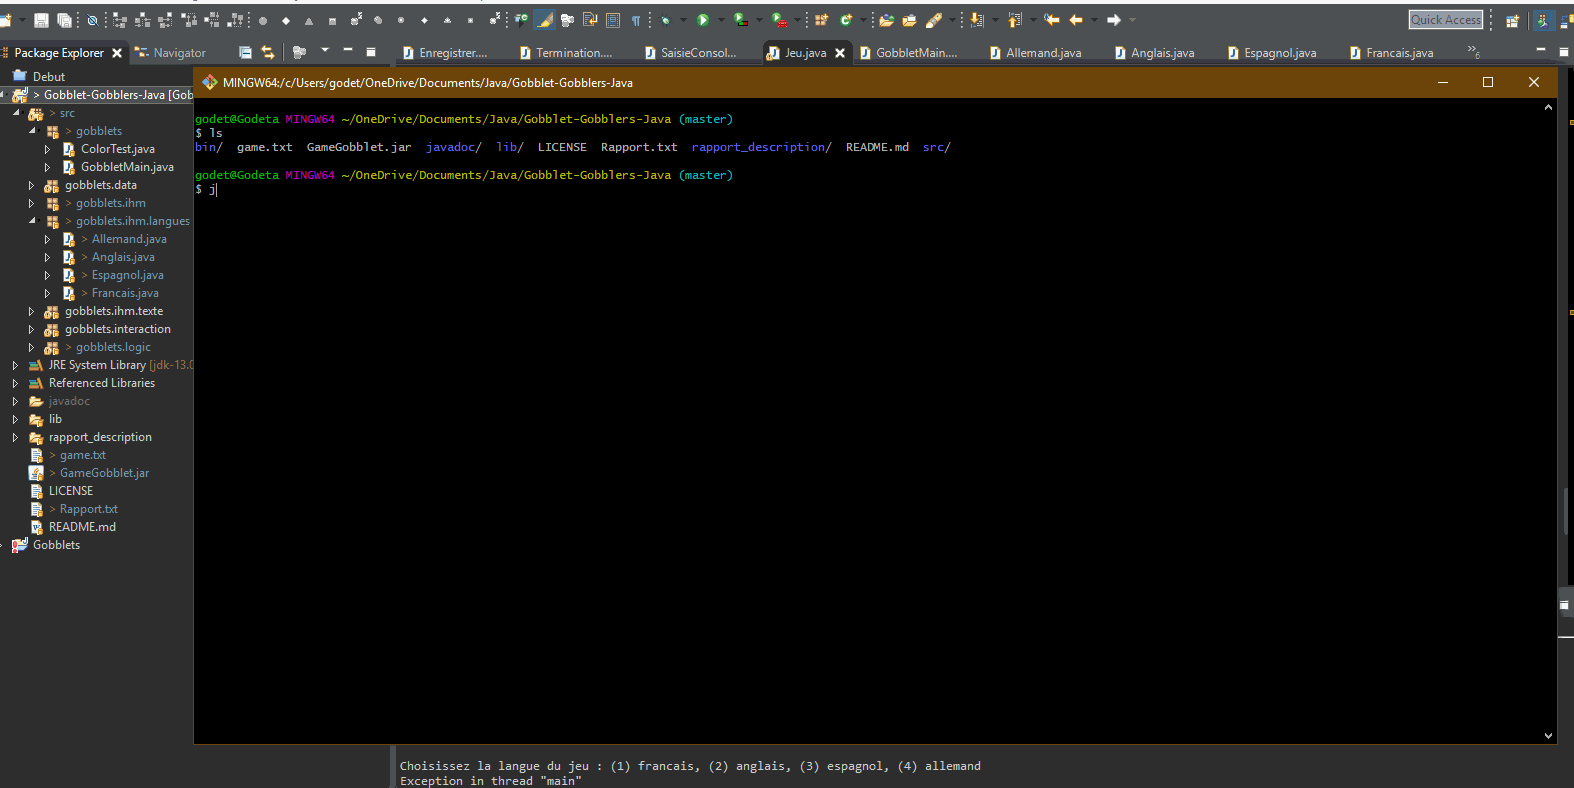 Quick Access
Package Explorer
Navigator
Enregistrer....
Termination....
SaisieConsol...
Jeu.java
GobbletMain....
Allemand.java
Anglais.java
Espagnol.java
Francais.java
»6
Debut
> Gobblet-Gobblers-Java [Gob
> src
> gobblets
ColorTest.java
GobbletMain.java
gobblets.data
> gobblets.ihm
> gobblets.ihm.langues
> Allemand.java
> Anglais.java
> Espagnol.java
> Francais.java
gobblets.ihm.texte
gobblets.interaction
> gobblets.logic
JRE System Library [jdk-13.0
Referenced Libraries
javadoc
lib
rapport_description
> game.txt
> GameGobblet.jar
LICENSE
> Rapport.txt
README.md
Gobblets
MINGW64:/c/Users/godet/OneDrive/Documents/Java/Gobblet-Gobblers-Java
godet@Godeta MINGW64 ~/OneDrive/Documents/Java/Gobblet-Gobblers-Java (master)
$ ls
bin/ game.txt GameGobblet.jar javadoc/ lib/ LICENSE Rapport.txt rapport_description/ README.md src/
godet@Godeta MINGW64 ~/OneDrive/Documents/Java/Gobblet-Gobblers-Java (master)
$ j
Choisissez la langue du jeu : (1) francais, (2) anglais, (3) espagnol, (4) allemand
Exception in thread "main"